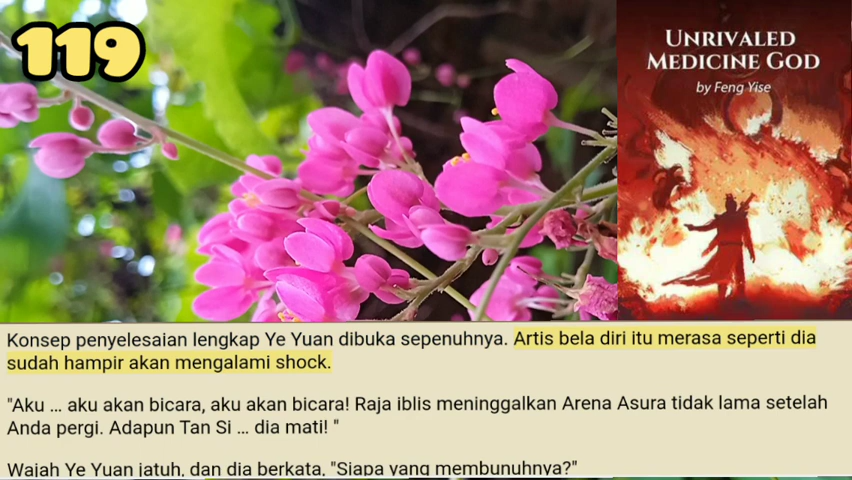 119
UNRIVALED
MEDICINE GOD
by Feng Yise
Konsep penyelesaian lengkap Ye Yuan dibuka sepenuhnya. Artis bela diri itu merasa seperti dia
sudah hampir akan mengalami shock.
"Aku ... aku akan bicara, aku akan bicara! Raja iblis meninggalkan Arena Asura tidak lama setelah
Anda pergi. Adapun Tan Si ... dia mati! "
Wajah Ye Yuan jatuh, dan dia berkata, "Siapa yang membunuhnya?"